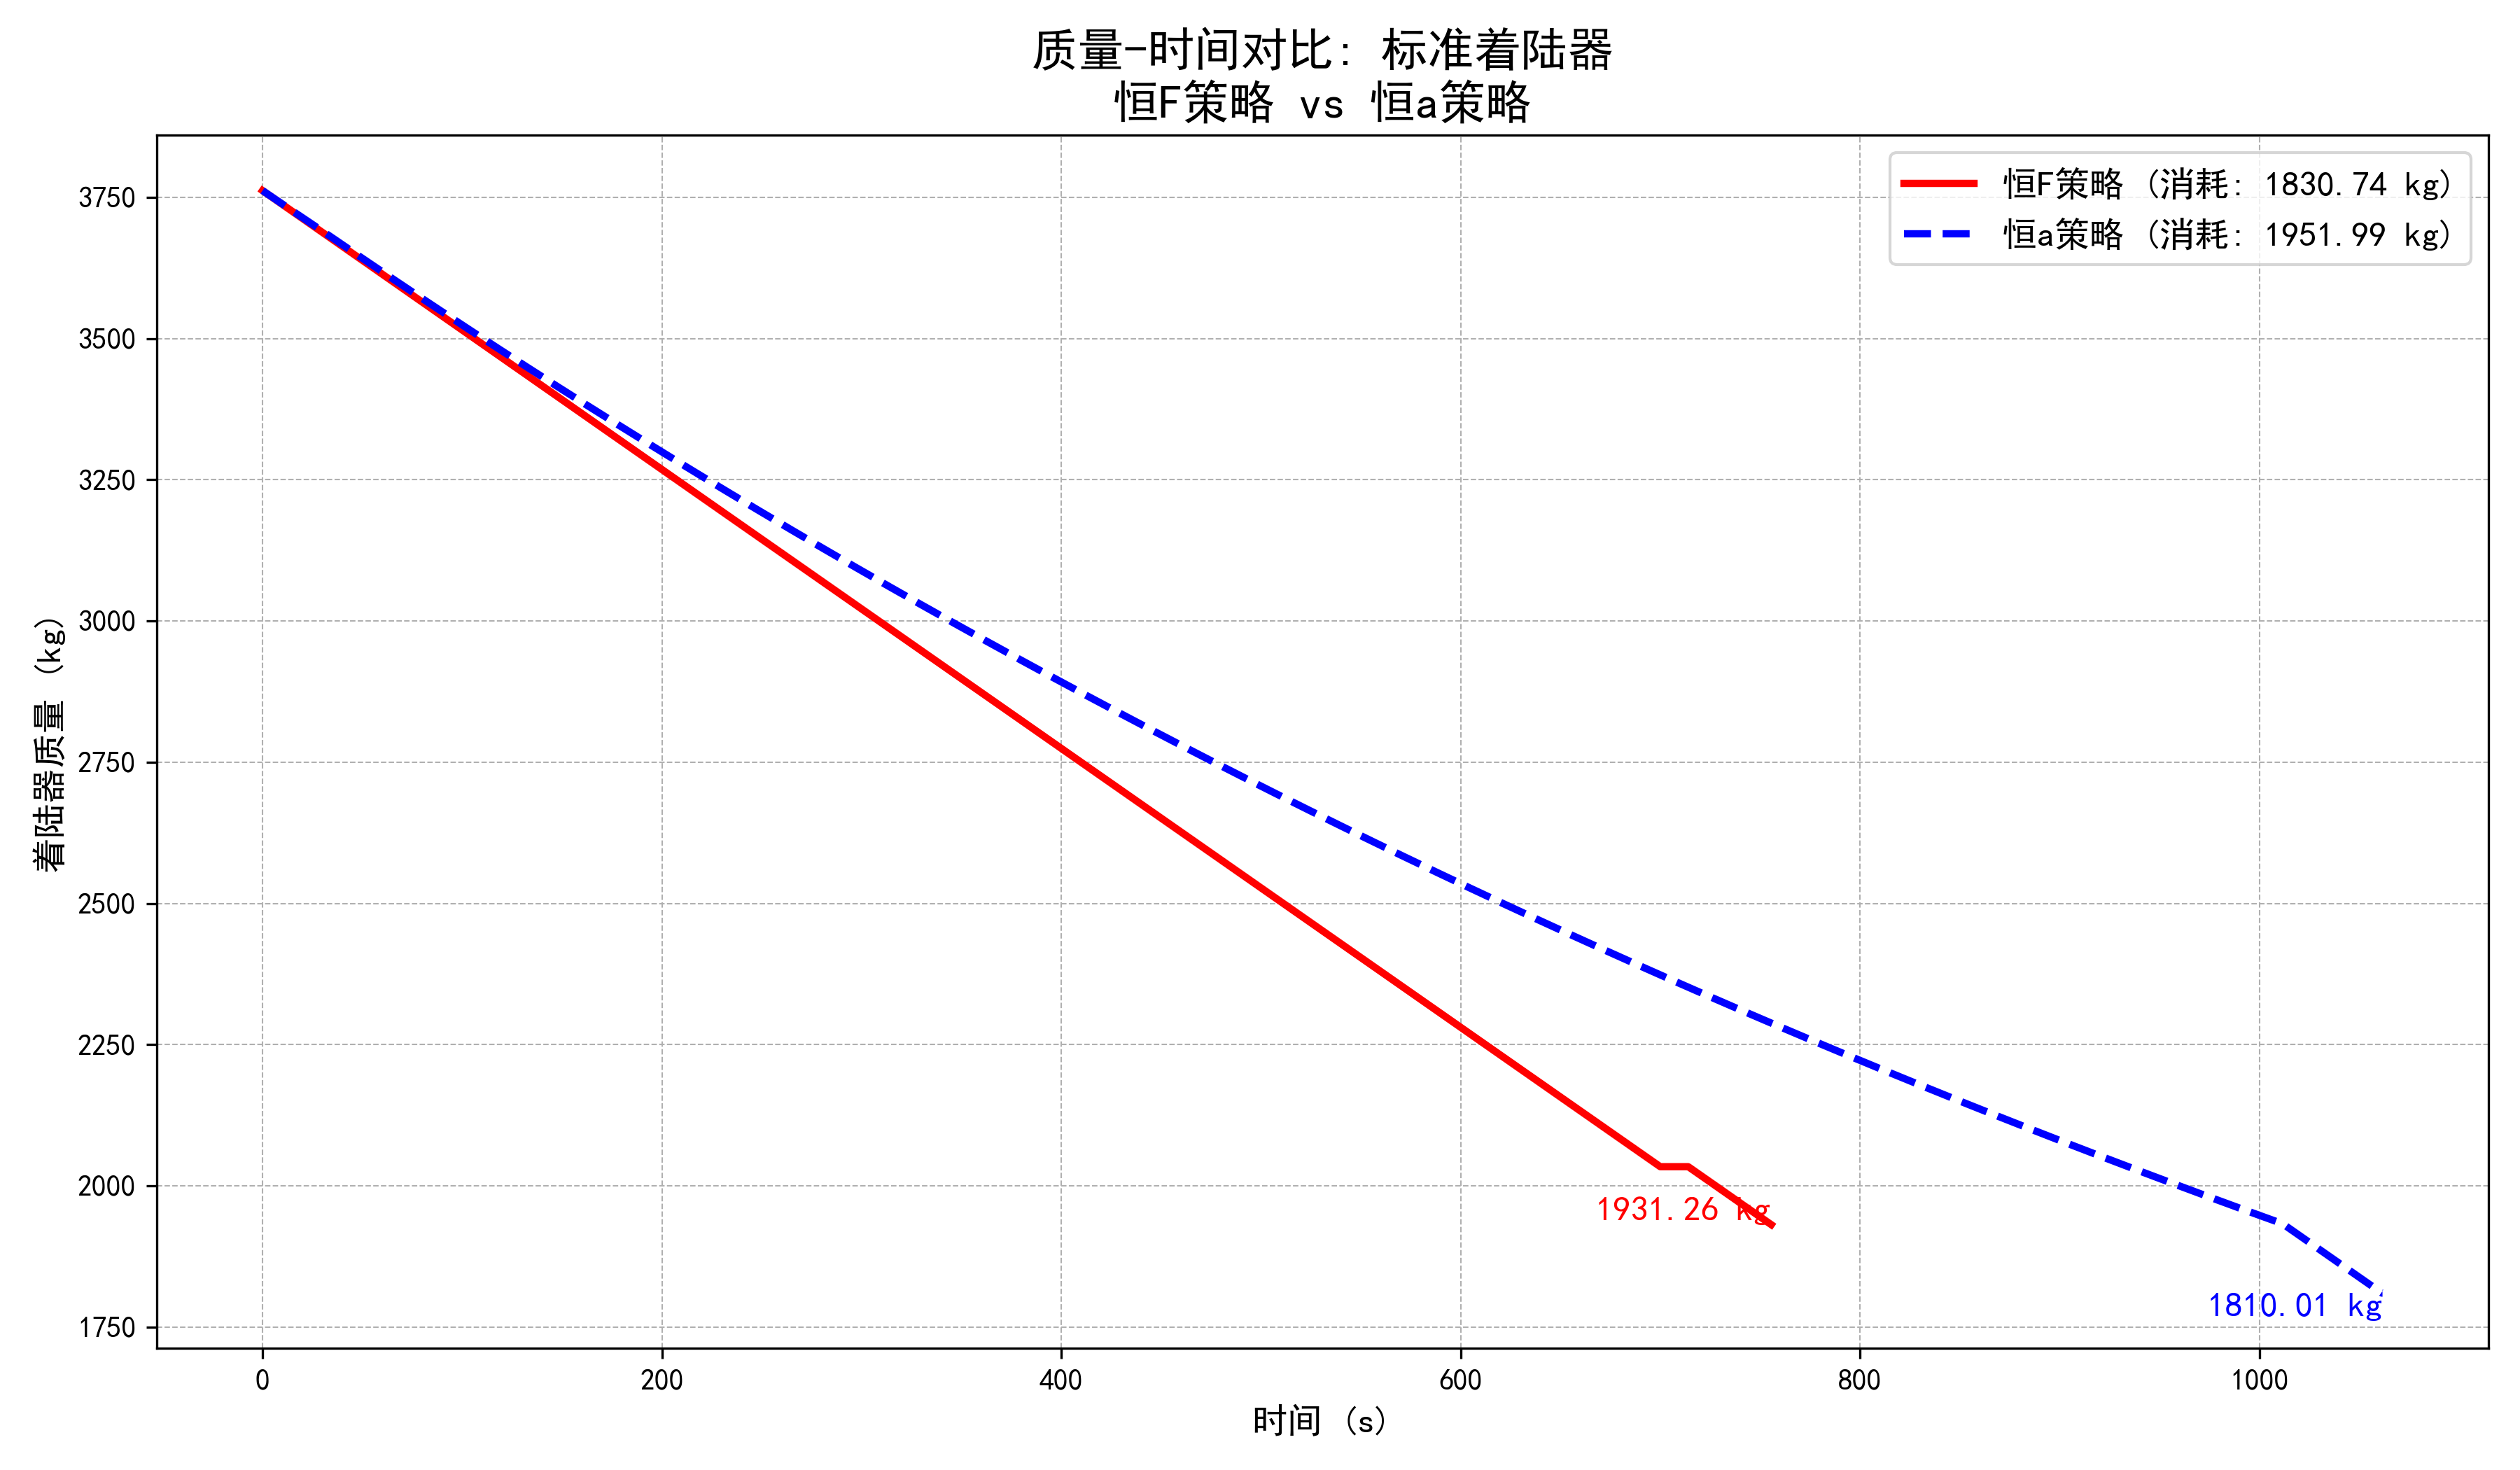 质量-时间对比: 标准着陆器
恒F策略 vs 恒a策略
恒F策略 (消耗: 1830.74 kg)
恒a策略 (消耗: 1951.99 kg)
着陆器质量 (kg)
3750
3500
3250
3000
2750
2500
2250
2000
1750
1931.26 kg
1810.01 kg
0 200 400 600 800 1000
时间 (s)